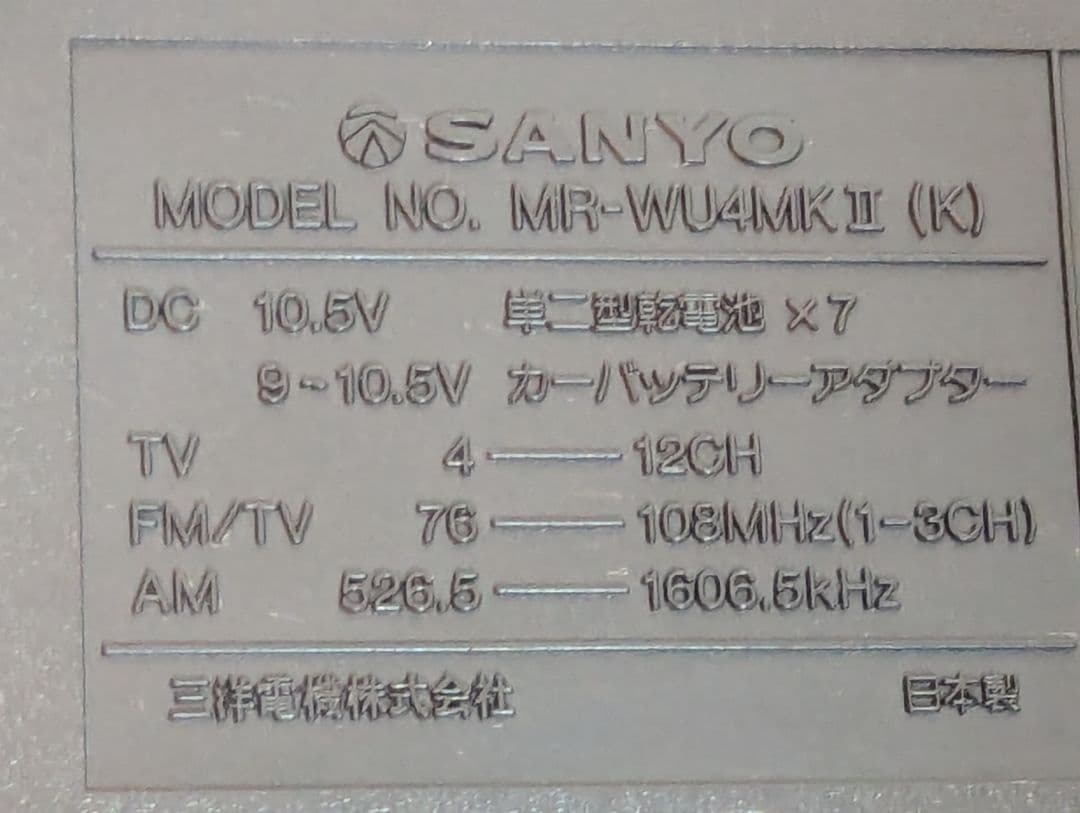 SANYO
MODEL NO. MR-WU4MKⅡ (K)
DC 10.5V 単二型乾電池 ×7
9~10.5V カーバッテリーアダプター
TV 4—12CH
FM/TV 76—108MHz(1-3CH)
AM 526.5—1606.5kHz
三洋電機株式会社 日本製